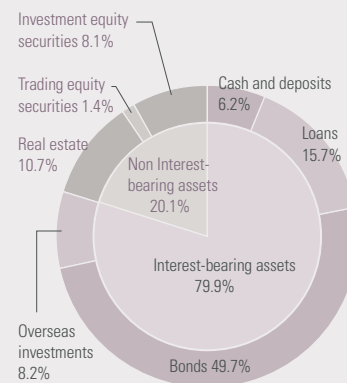 Investment equity
securities 8.1%
Trading equity
securities 1.4%
Real estate
10.7%
Cash and deposits
6.2%
Loans
15.7%
Non Interest-
bearing assets
20.1%
Interest-bearing assets
79.9%
Overseas
investments
8.2%
Bonds 49.7%